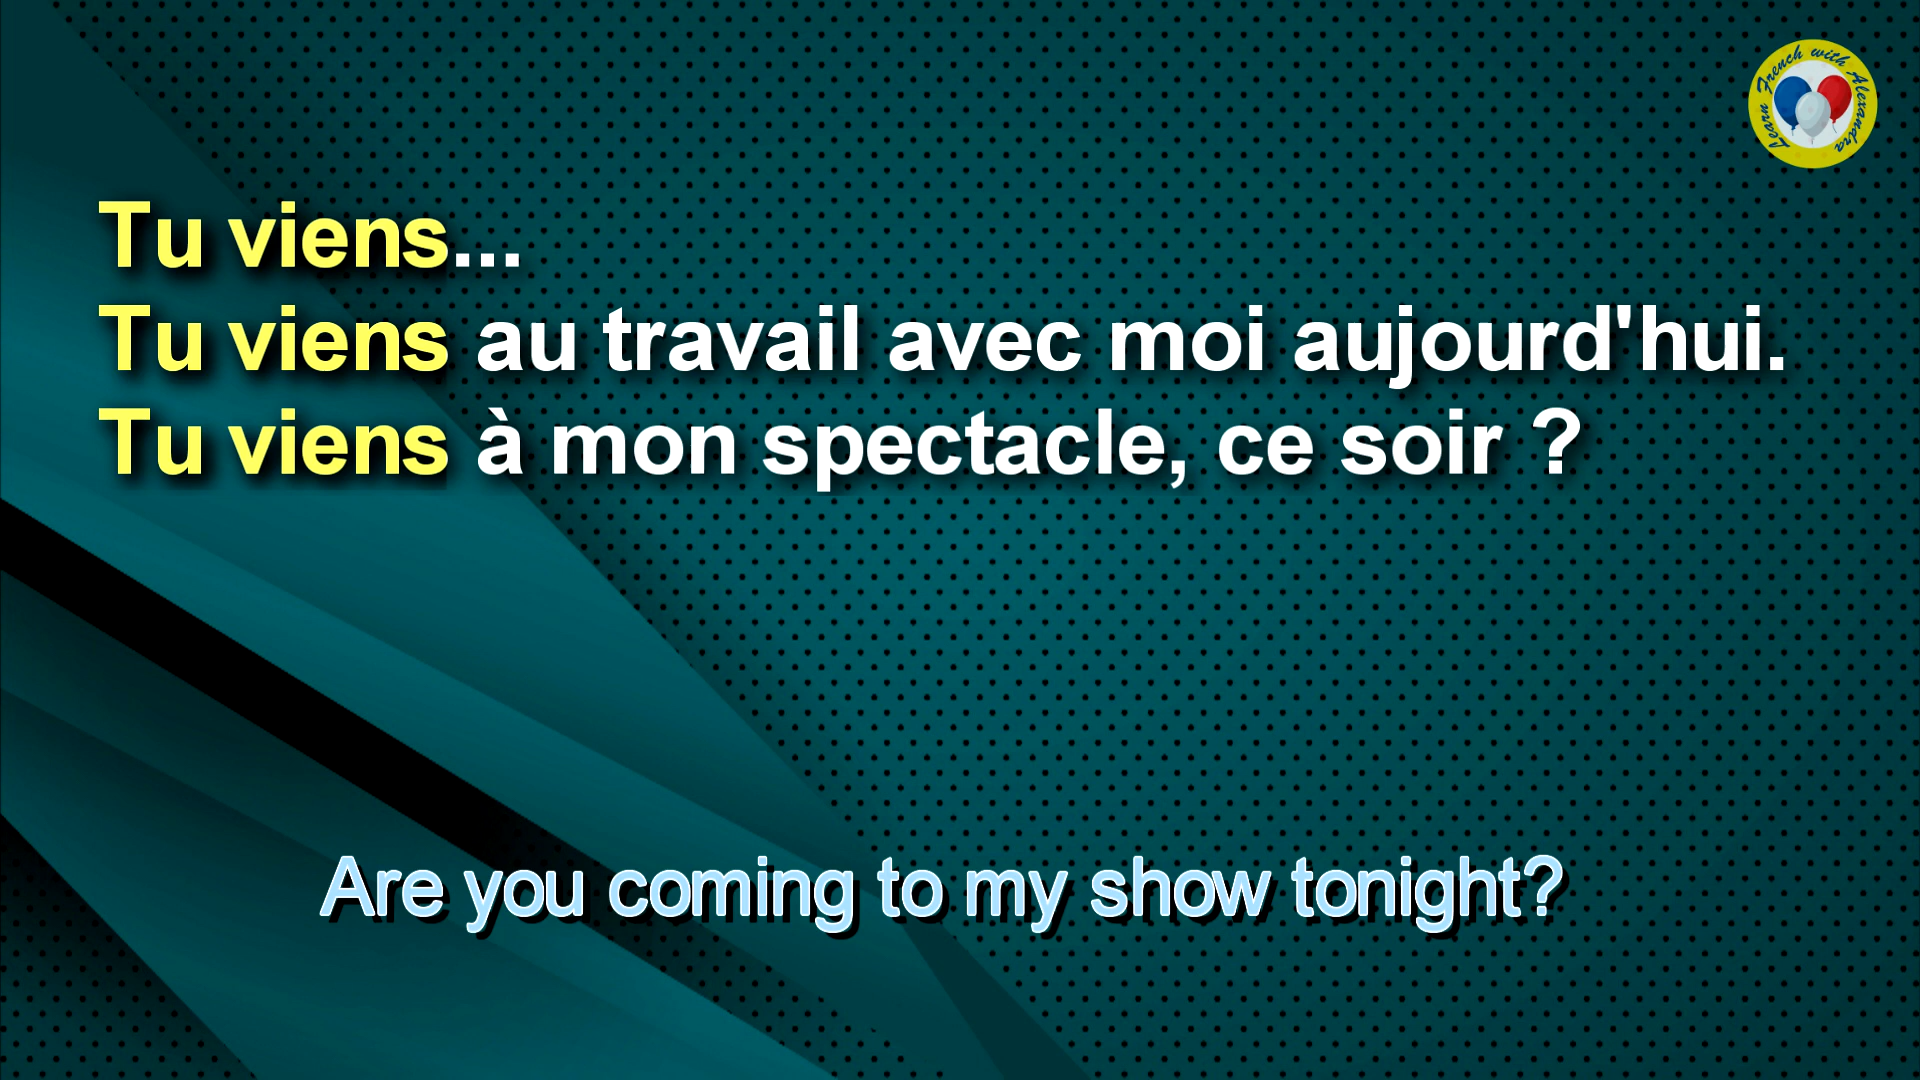 Learn French with Alexandra
Tu viens...
Tu viens au travail avec moi aujourd'hui.
Tu viens à mon spectacle, ce soir ?
Are you coming to my show tonight?